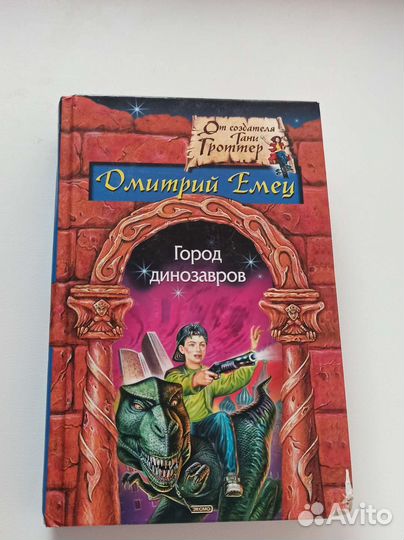 От создателя
Тани
Гроттер
Дмитрий Емец
Город
динозавров
ЭКСМО
Avito